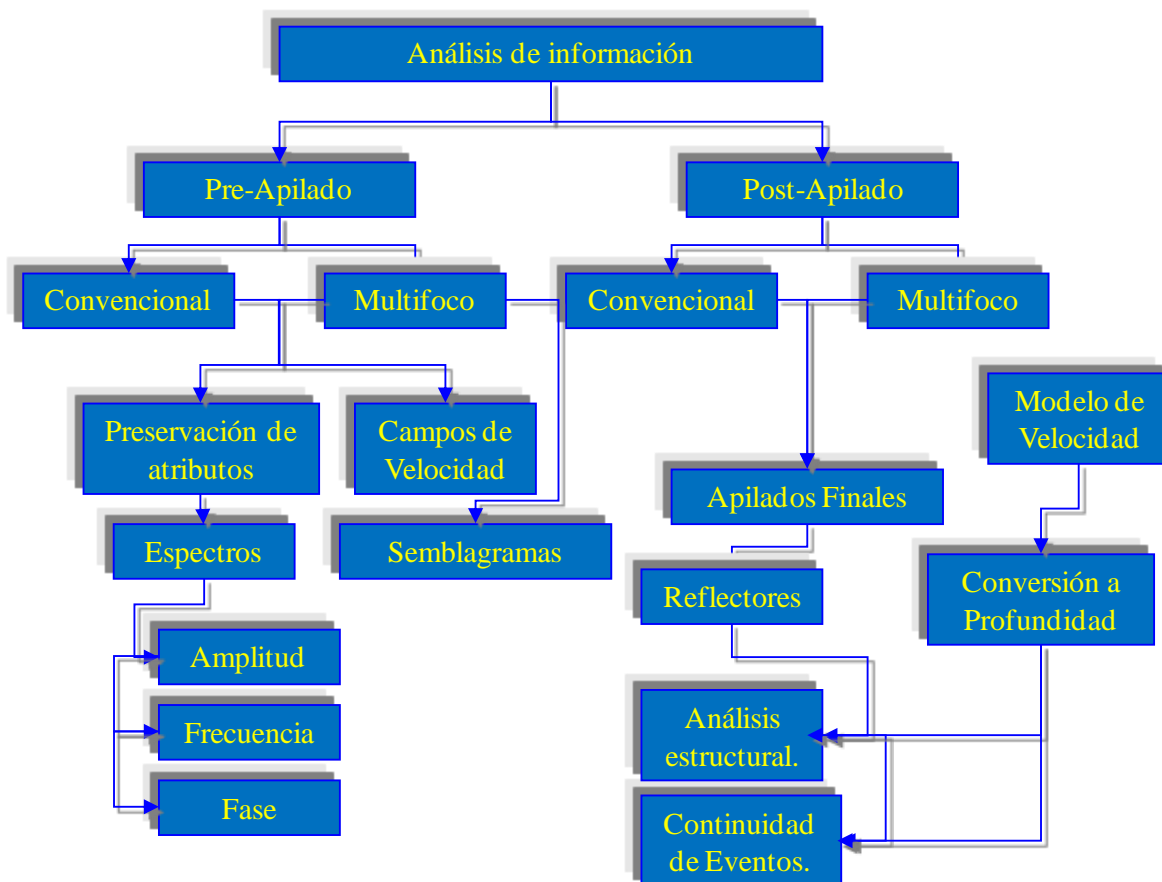 Análisis de información
Pre-Apilado
Post-Apilado
Convencional
Multifoco
Convencional
Multifoco
Preservación de
atributos
Campos de
Velocidad
Modelo de
Velocidad
Apilados Finales
Espectros
Semblagramas
Reflectores
Conversión a
Profundidad
Amplitud
Frecuencia
Fase
Análisis
estructural.
Continuidad
de Eventos.